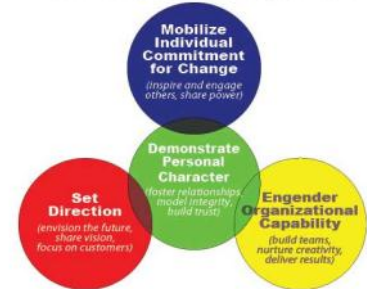 Mobilize
Individual
Commitment
for Change
(inspire and engage
others, share power)
Demonstrate
Personal
Character
(foster relationships,
model integrity,
build trust)
Set
Direction
(envision the future,
share vision,
focus on customers)
Engender
Organizational
Capability
(build teams,
nurture creativity,
deliver results)